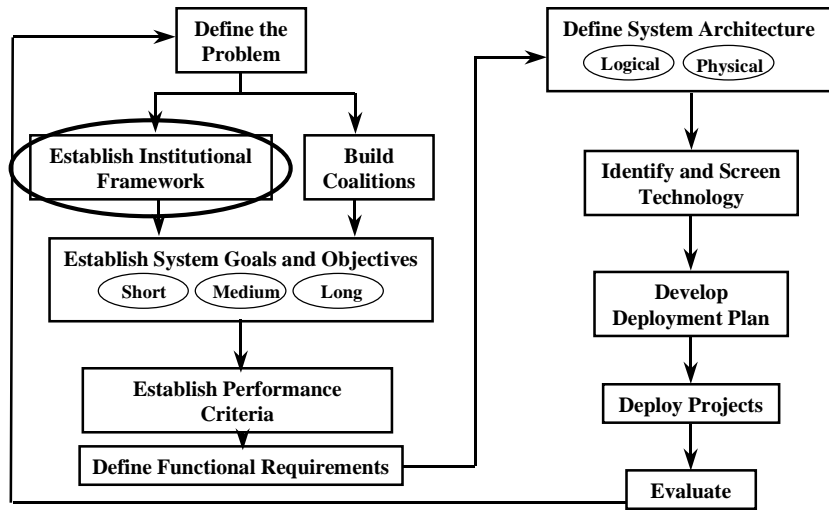 Define the
Problem
Establish Institutional
Framework
Build
Coalitions
Establish System Goals and Objectives
Short Medium Long
Establish Performance
Criteria
Define Functional Requirements
Define System Architecture
Logical Physical
Identify and Screen
Technology
Develop
Deployment Plan
Deploy Projects
Evaluate